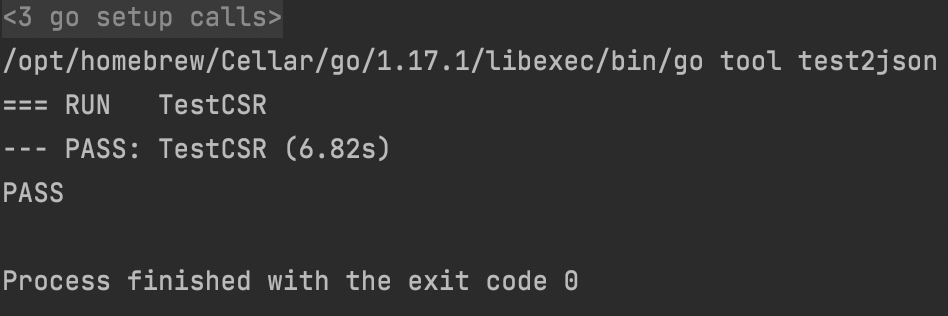 <3 go setup calls>
/opt/homebrew/Cellar/go/1.17.1/libexec/bin/go tool test2json
=== RUN   TestCSR
--- PASS: TestCSR (6.82s)
PASS
Process finished with the exit code 0